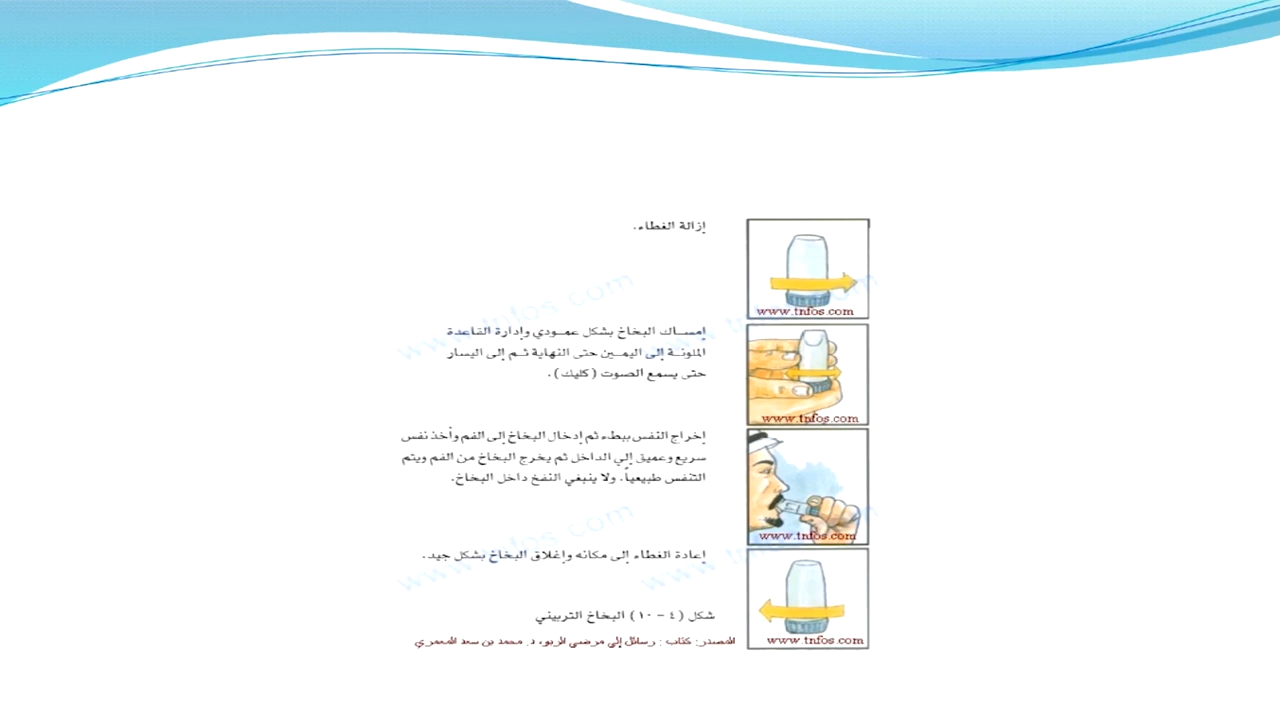 إزالة الغطاء.
www.tnfos.com
إمساك البخاخ بشكل عمودي وإدارة القاعدة
الملونة إلى اليمين حتى النهاية ثم إلى اليسار
حتى يسمع الصوت (كليك).
www.tnfos.com
إخراج النفس ببطء ثم إدخال البخاخ إلى الفم وأخذ نفس
سريع وعميق إلي الداخل ثم يخرج البخاخ من الفم ويتم
التنفس طبيعياً. ولا ينبغي النفخ داخل البخاخ.
www.tnfos.com
إعادة الغطاء إلى مكانه وإغلاق البخاخ بشكل جيد.
شكل (٤ - ١٠) البخاخ التربيني
المصدر: كتاب : رسائل إلى مرضى الربو، د. محمد بن سعد المعمري
www.tnfos.com